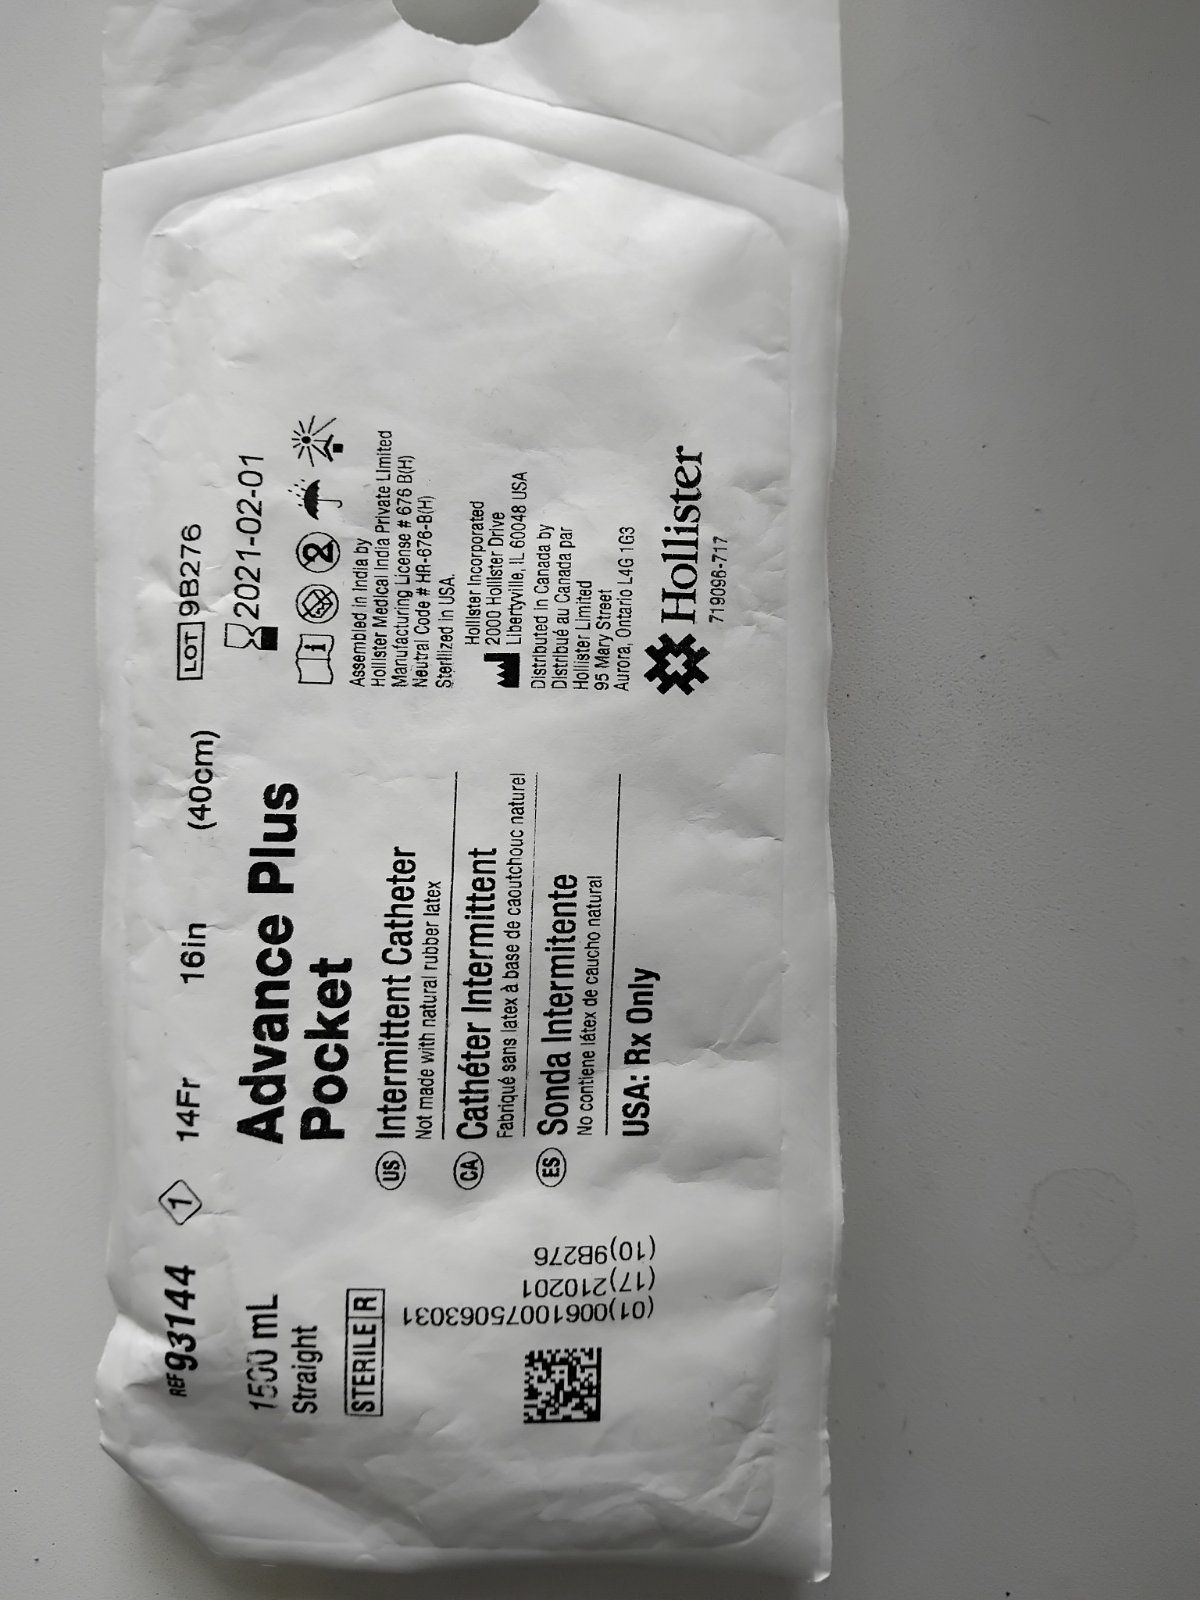 REF 93144 1 14Fr 16in (40cm)
LOT 9B276
1500 mL
Straight
STERILE R
Advance Plus
Pocket
2021-02-01
US Intermittent Catheter
Not made with natural rubber latex
CA Cathéter Intermittent
Fabriqué sans latex à base de caoutchouc naturel
ES Sonda Intermitente
No contiene látex de caucho natural
USA: Rx Only
i 2
Assembled in India by
Hollister Medical India Private Limited
Manufacturing License # 676 B(H)
Neutral Code # HR-676-B(H)
Sterilized in USA.
Hollister Incorporated
2000 Hollister Drive
Libertyville, IL 60048 USA
Distributed in Canada by
Distribué au Canada par
Hollister Limited
95 Mary Street
Aurora, Ontario L4G 1G3
Hollister
719096-717
(01)00610075063031
(17)210201
(10)9B276